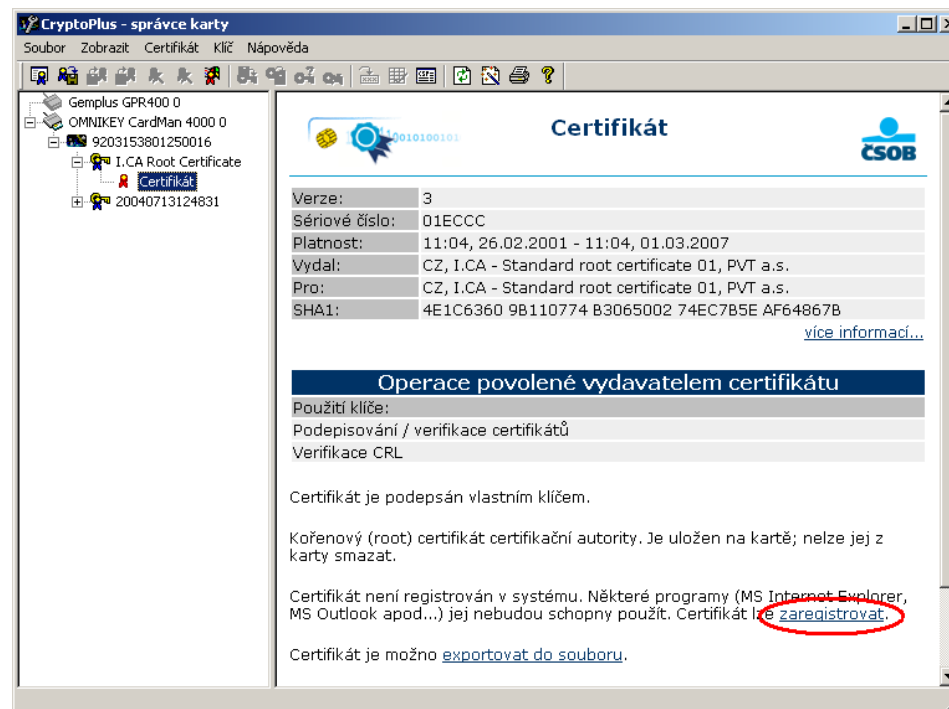 CryptoPlus - správce karty
Soubor Zobrazit Certifikát Klíč Nápověda
Gemplus GPR400 0
OMNIKEY CardMan 4000 0
9203153801250016
I.CA Root Certificate
Certifikát
20040713124831
0010100101
Certifikát
ČSOB
Verze: 3
Sériové číslo: 01ECCC
Platnost: 11:04, 26.02.2001 - 11:04, 01.03.2007
Vydal: CZ, I.CA - Standard root certificate 01, PVT a.s.
Pro: CZ, I.CA - Standard root certificate 01, PVT a.s.
SHA1: 4E1C6360 9B110774 B3065002 74EC7B5E AF64867B
více informací...
Operace povolené vydavatelem certifikátu
Použití klíče:
Podepisování / verifikace certifikátů
Verifikace CRL
Certifikát je podepsán vlastním klíčem.
Kořenový (root) certifikát certifikační autority. Je uložen na kartě; nelze jej z
karty smazat.
Certifikát není registrován v systému. Některé programy (MS Internet Explorer,
MS Outlook apod...) jej nebudou schopny použít. Certifikát lze zaregistrovat.
Certifikát je možno exportovat do souboru.